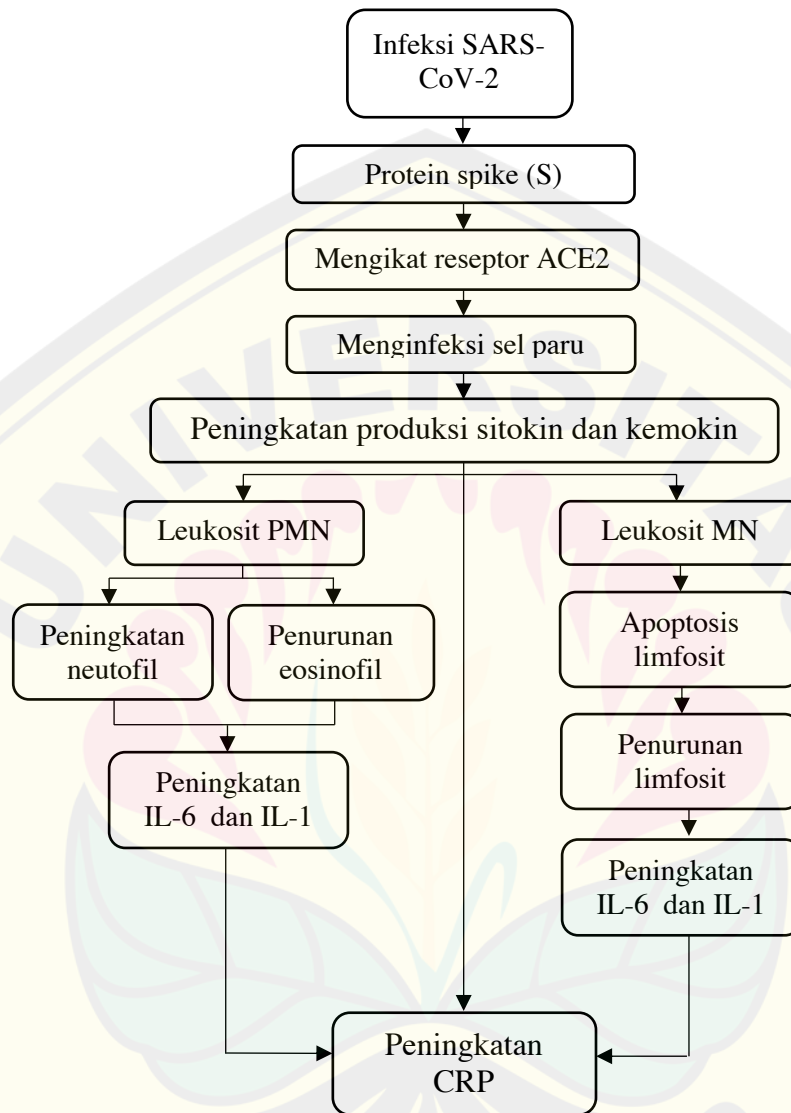 Infeksi SARS-
CoV-2
Protein spike (S)
Mengikat reseptor ACE2
Menginfeksi sel paru
Peningkatan produksi sitokin dan kemokin
Leukosit PMN
Leukosit MN
Peningkatan
neutofil
Penurunan
eosinofil
Apoptosis
limfosit
Peningkatan
IL-6 dan IL-1
Penurunan
limfosit
Peningkatan
IL-6 dan IL-1
Peningkatan
CRP
UNIVERSITAS